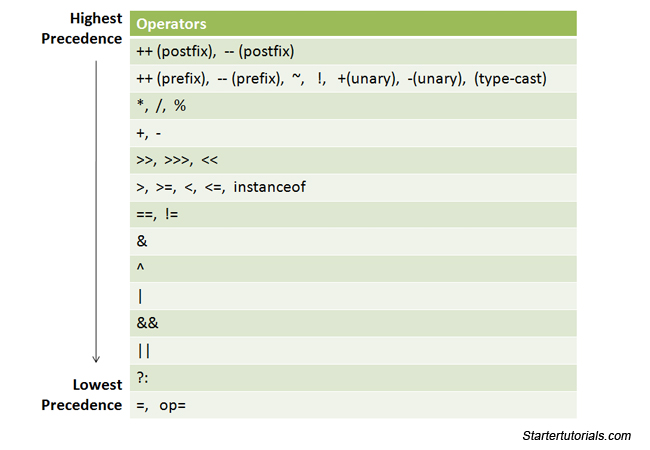 Highest
Precedence
Operators
++ (postfix), -- (postfix)
++ (prefix), -- (prefix), ~, !, +(unary), -(unary), (type-cast)
*, /, %
+, -
>>, >>>, <<
>, >=, <, <=, instanceof
==, !=
&
^
|
&&
||
?:
=, op=
Lowest
Precedence
Startertutorials.com